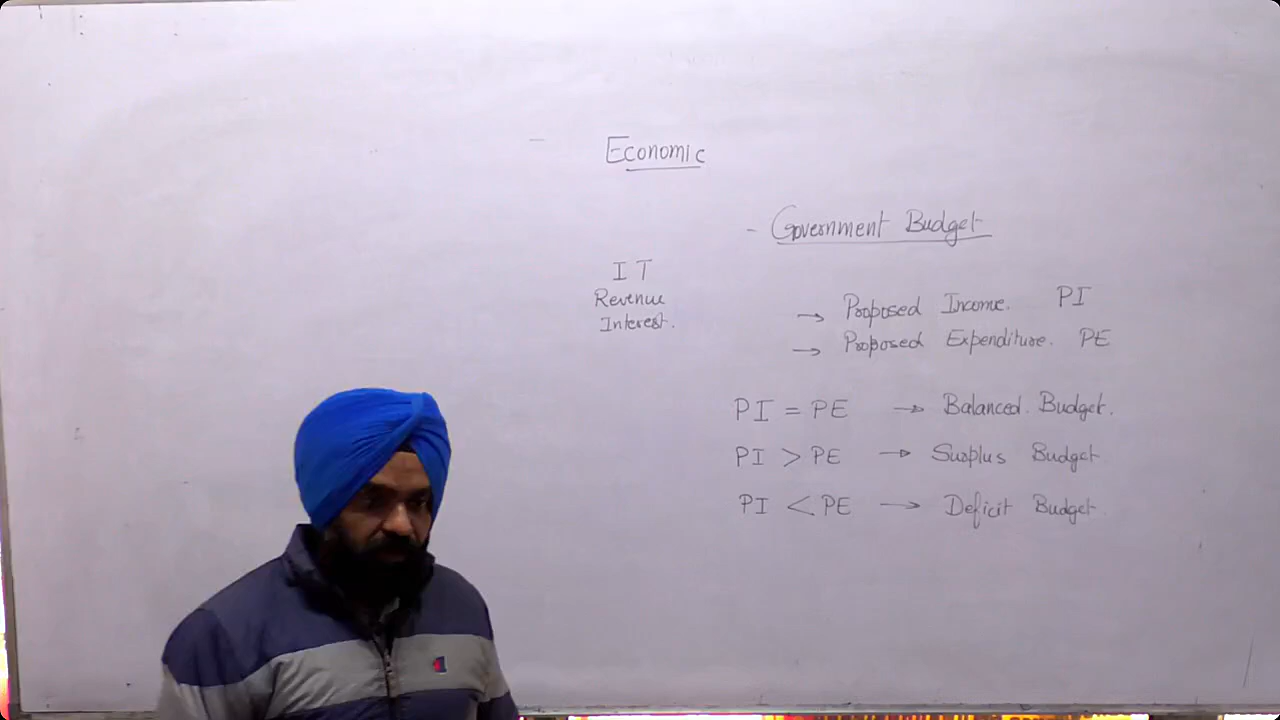 Economic
- Government Budget
I T
Revenue
Interest.
→ Proposed Income. PI
→ Proposed Expenditure. PE
PI = PE → Balanced. Budget.
PI > PE → Surplus Budget
PI < PE → Deficit Budget.